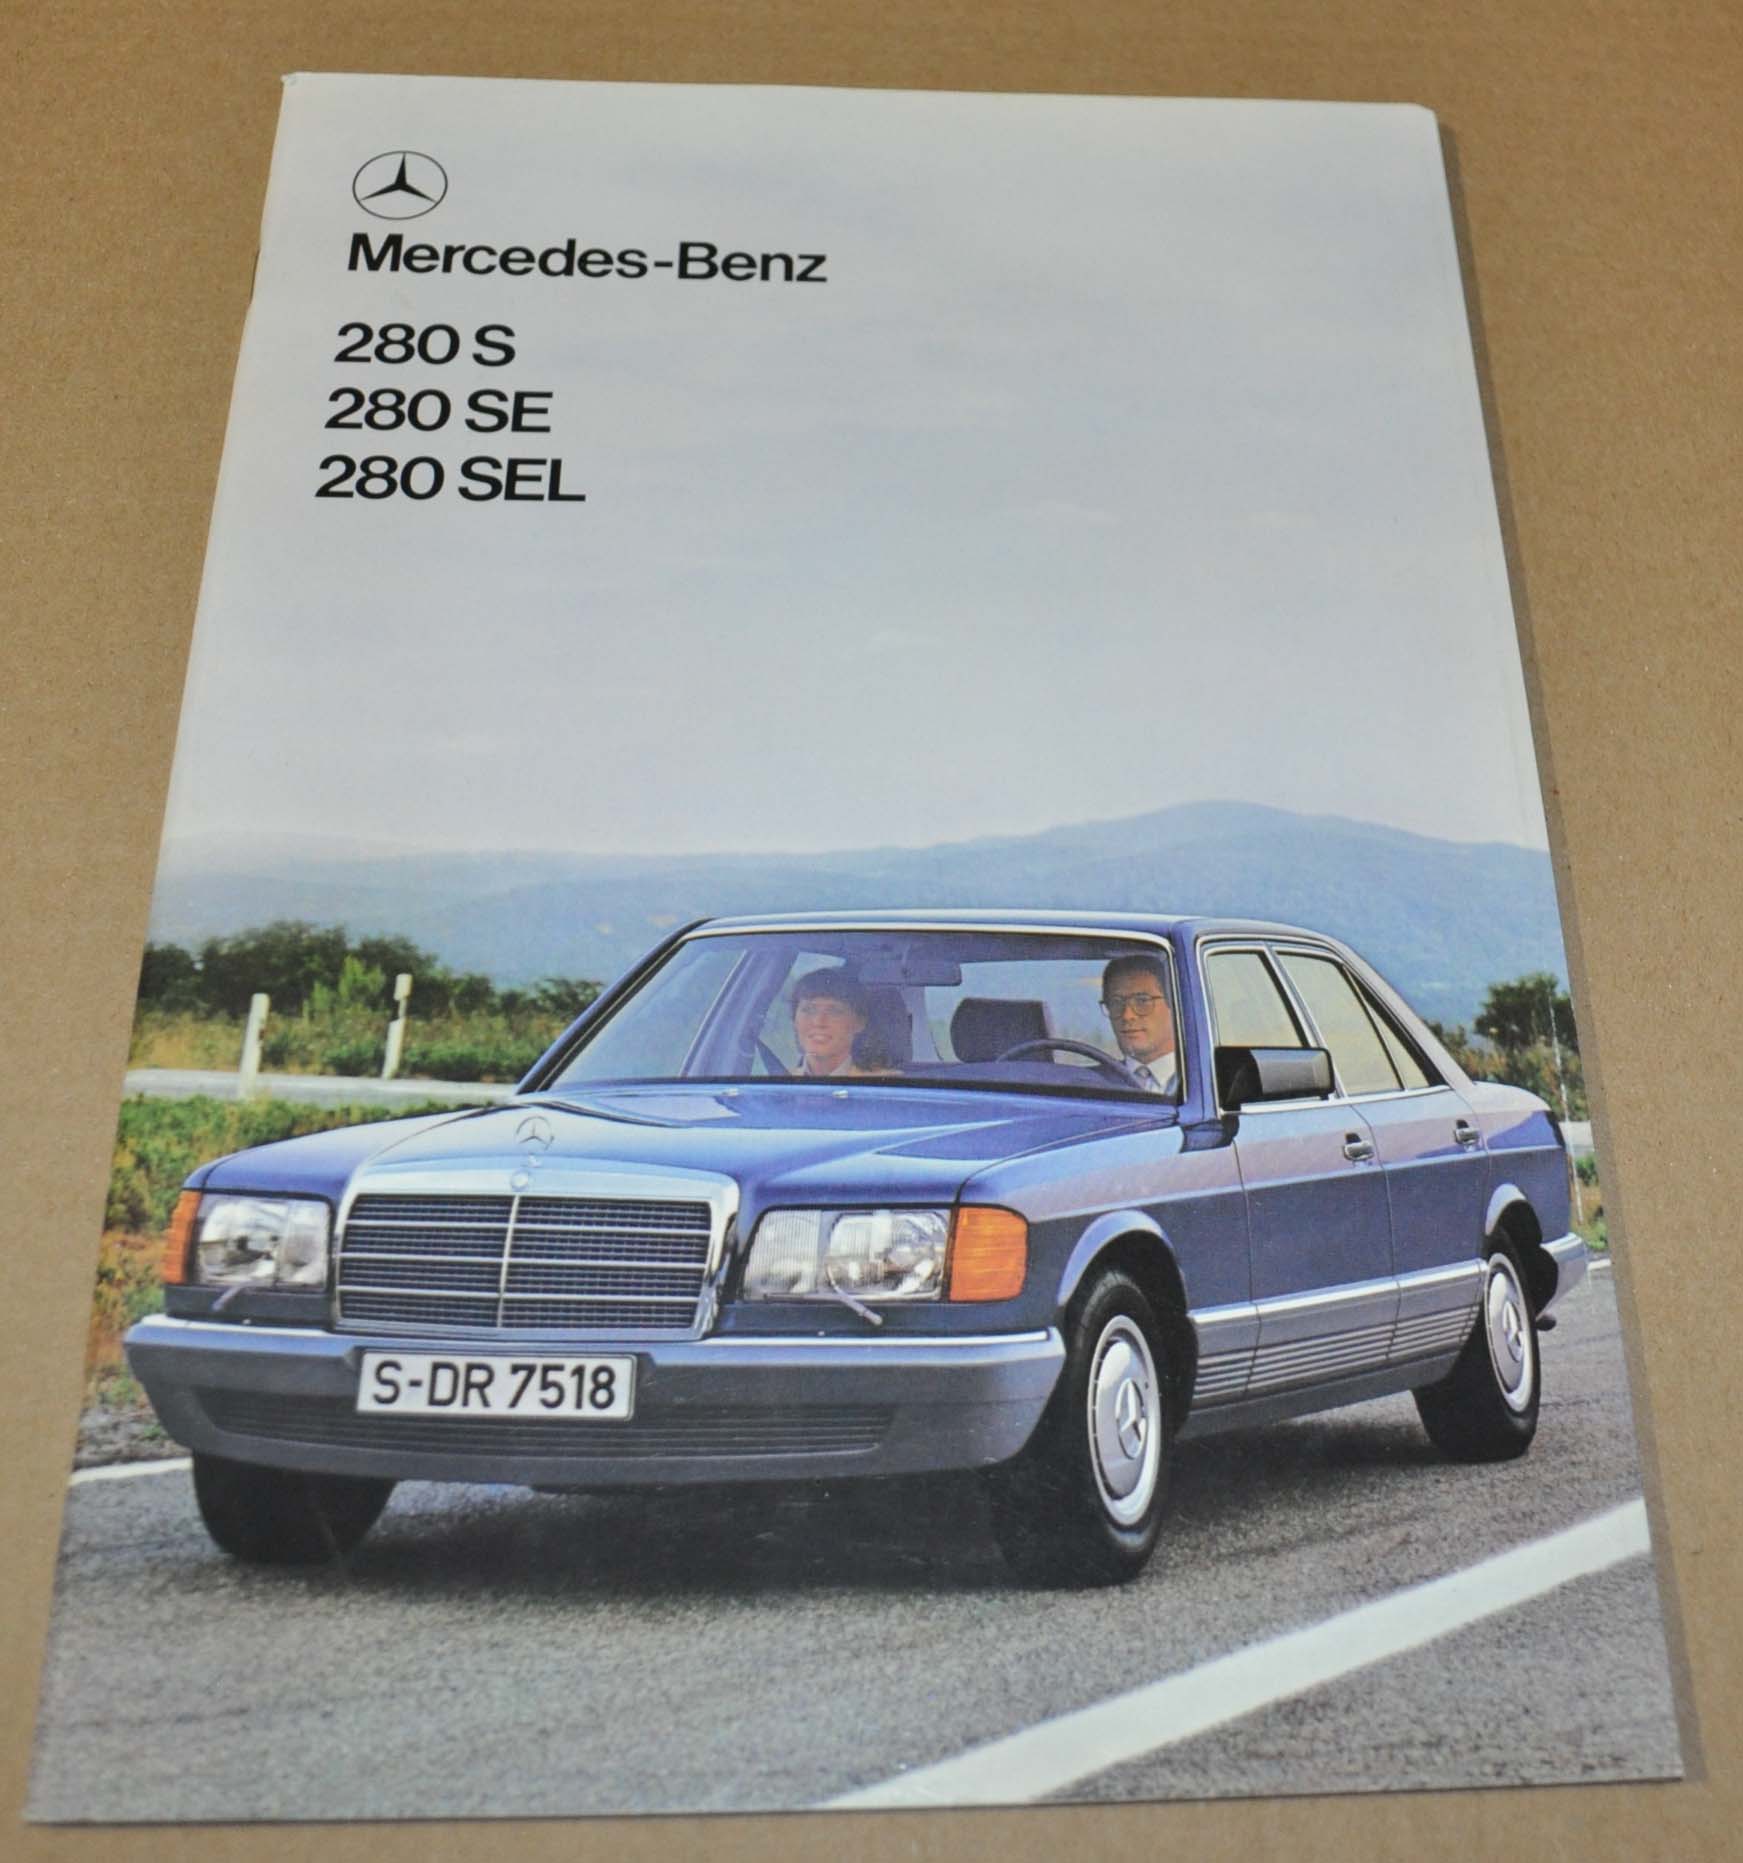 Mercedes-Benz
280 S
280 SE
280 SEL
S-DR 7518